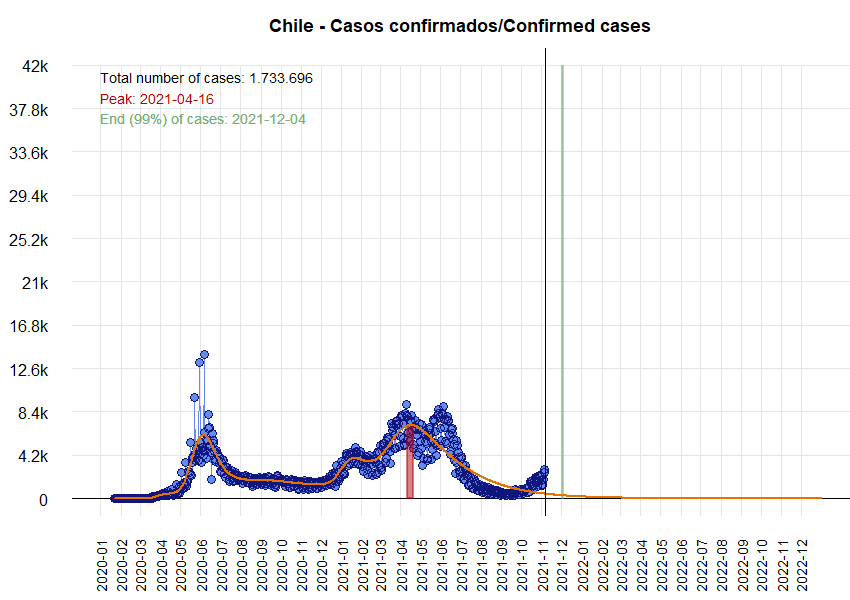 Chile - Casos confirmados/Confirmed cases
42k
37.8k
33.6k
29.4k
25.2k
21k
16.8k
12.6k
8.4k
4.2k
0
Total number of cases: 1.733.696
Peak: 2021-04-16
End (99%) of cases: 2021-12-04
2020-01
2020-02
2020-03
2020-04
2020-05
2020-06
2020-07
2020-08
2020-09
2020-10
2020-11
2020-12
2021-01
2021-02
2021-03
2021-04
2021-05
2021-06
2021-07
2021-08
2021-09
2021-10
2021-11
2021-12
2022-01
2022-02
2022-03
2022-04
2022-05
2022-06
2022-07
2022-08
2022-09
2022-10
2022-11
2022-12